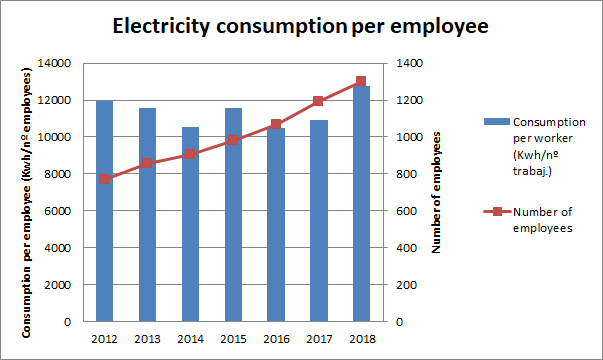 Electricity consumption per employee
Consumption per employee (Kwh/nº employees)
14000
12000
10000
8000
6000
4000
2000
0
1400
1200
1000
800
600
400
200
0
Number of employees
2012 2013 2014 2015 2016 2017 2018
Consumption
per worker
(Kwh/nº
trabaj.)
Number of
employees